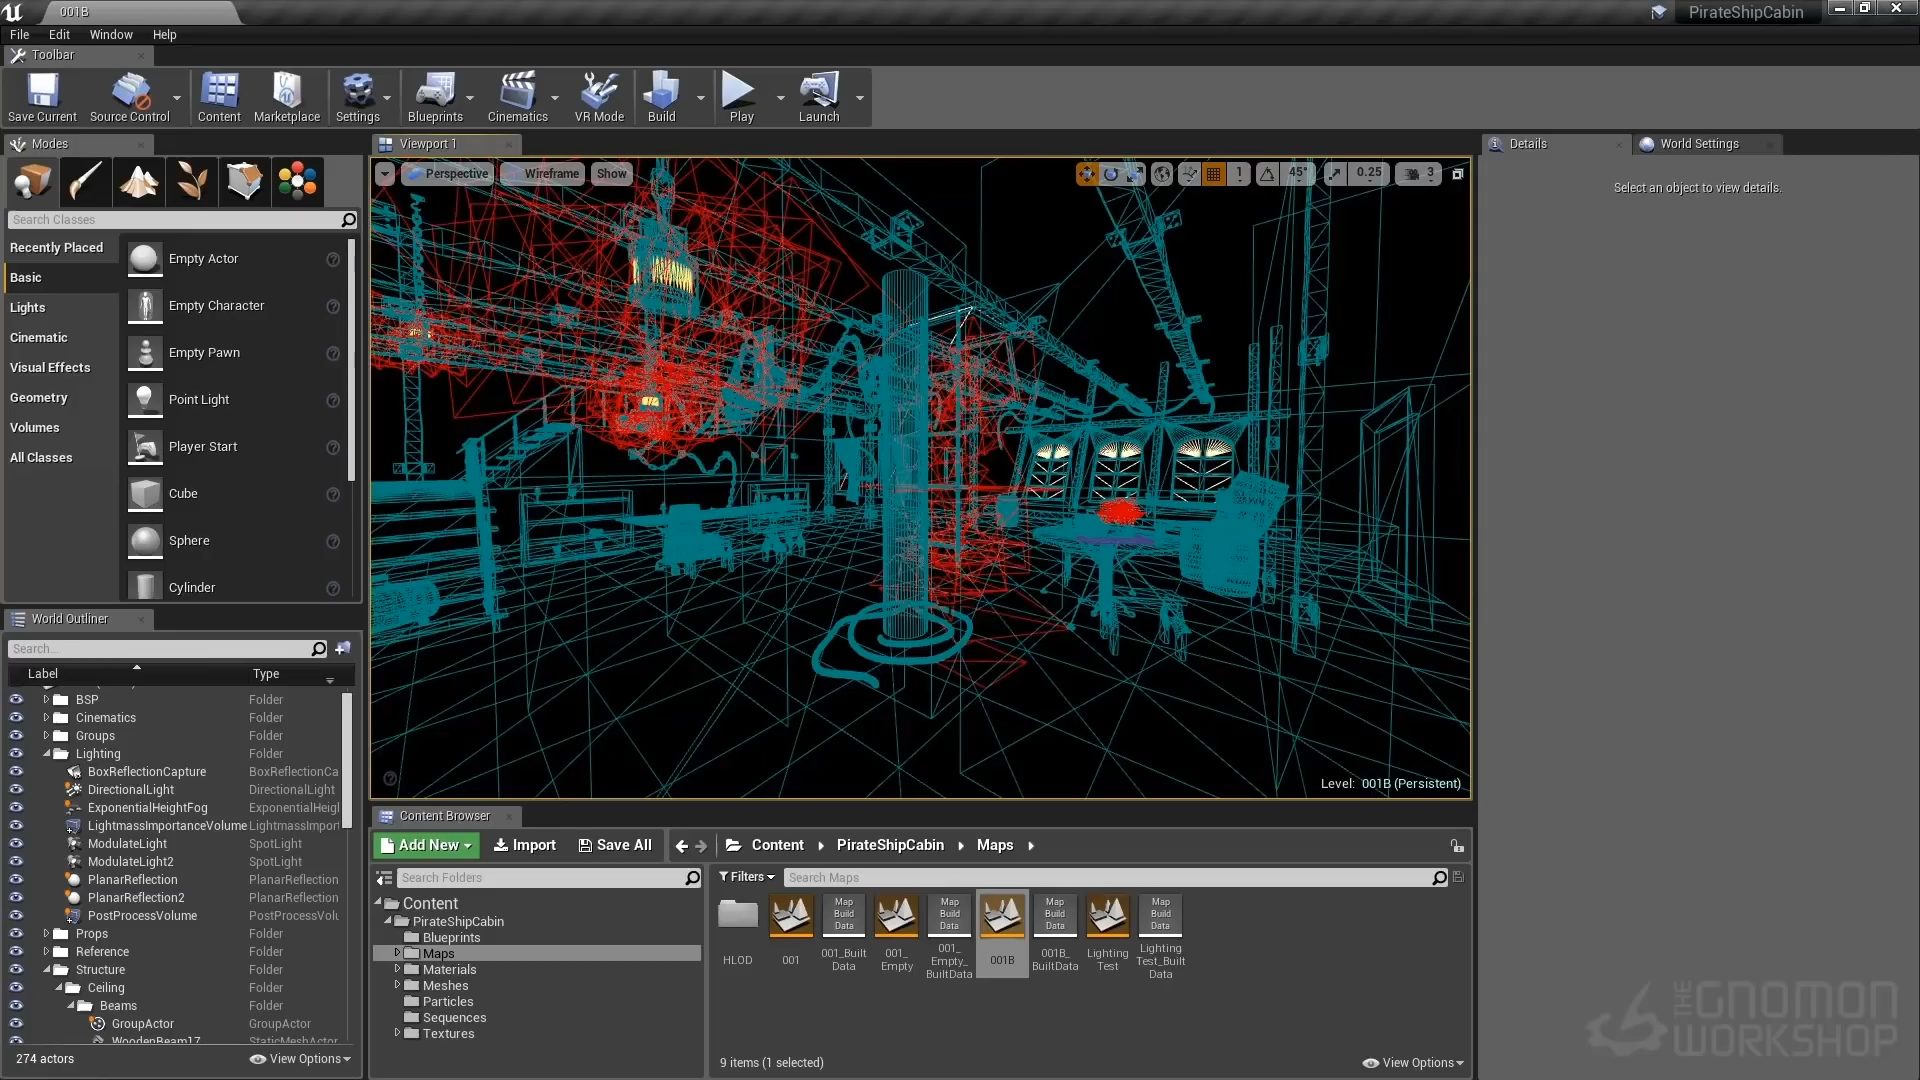 001B
PirateShipCabin
File Edit Window Help
Toolbar
Save Current Source Control Content Marketplace Settings Blueprints Cinematics VR Mode Build Play Launch
Modes
Search Classes
Recently Placed
Basic
Lights
Cinematic
Visual Effects
Geometry
Volumes
All Classes
Empty Actor
Empty Character
Empty Pawn
Point Light
Player Start
Cube
Sphere
Cylinder
Viewport 1
Perspective Wireframe Show
1 45° 0.25 3
Level: 001B (Persistent)
Details World Settings
Select an object to view details.
World Outliner
Search...
Label Type
BSP Folder
Cinematics Folder
Groups Folder
Lighting Folder
BoxReflectionCapture BoxReflectionCa
DirectionalLight DirectionalLight
ExponentialHeightFog ExponentialHeigl
LightmassImportanceVolume LightmassImport
ModulateLight SpotLight
ModulateLight2 SpotLight
PlanarReflection PlanarReflection
PlanarReflection2 PlanarReflection
PostProcessVolume PostProcessVolu
Props Folder
Reference Folder
Structure Folder
Ceiling Folder
Beams Folder
GroupActor GroupActor
WoodenBeam17 StaticMeshActor
274 actors View Options
Content Browser
Add New Import Save All Content PirateShipCabin Maps
Search Folders
Filters Search Maps
Content
PirateShipCabin
Blueprints
Maps
Materials
Meshes
Particles
Sequences
Textures
Map Build Data
Map Build Data
Map Build Data
Map Build Data
HLOD
001
001_Built Data
001_ Empty
001_ Empty_ BuiltData
001B
001B_ BuiltData
Lighting Test
Lighting Test_Built Data
9 items (1 selected) View Options
THE GNOMON WORKSHOP